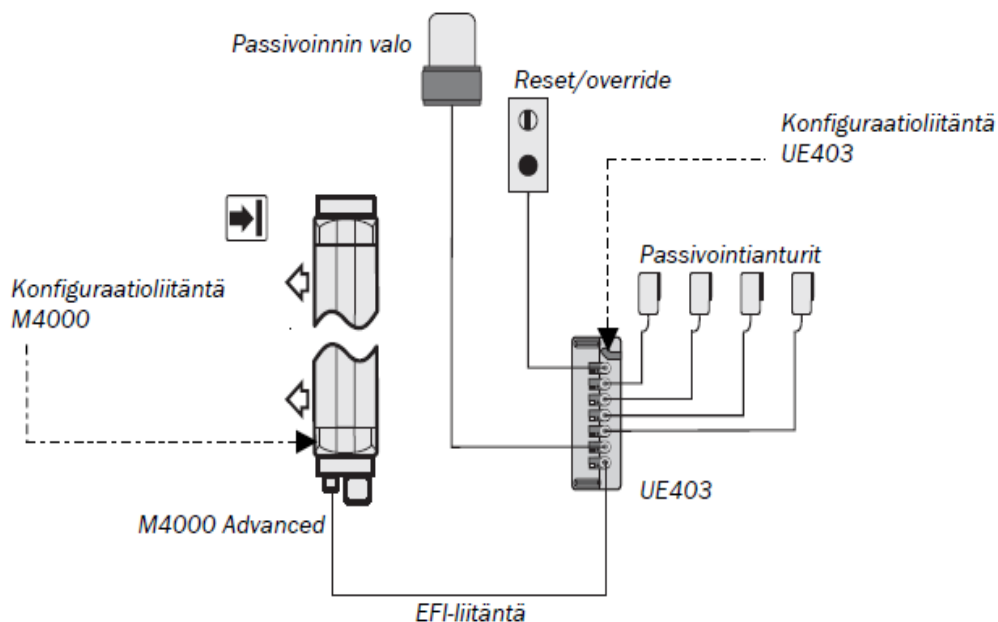 Passivoinnin valo
Reset/override
Konfiguraatioliitäntä
UE403
Passivointianturit
Konfiguraatioliitäntä
M4000
UE403
M4000 Advanced
EFI-liitäntä